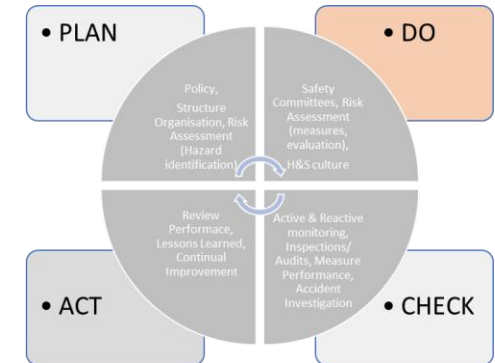 • PLAN
• DO
Policy,
Structure
Organisation, Risk
Assessment
(Hazard
identification)
Safety
Committees, Risk
Assessment
(measures,
evaluation),
H&S culture
Review
Performace,
Lessons Learned,
Continual
Improvement
Active & Reactive
monitoring,
Inspections/
Audits, Measure
Performance,
Accident
Investigation
• ACT
• CHECK